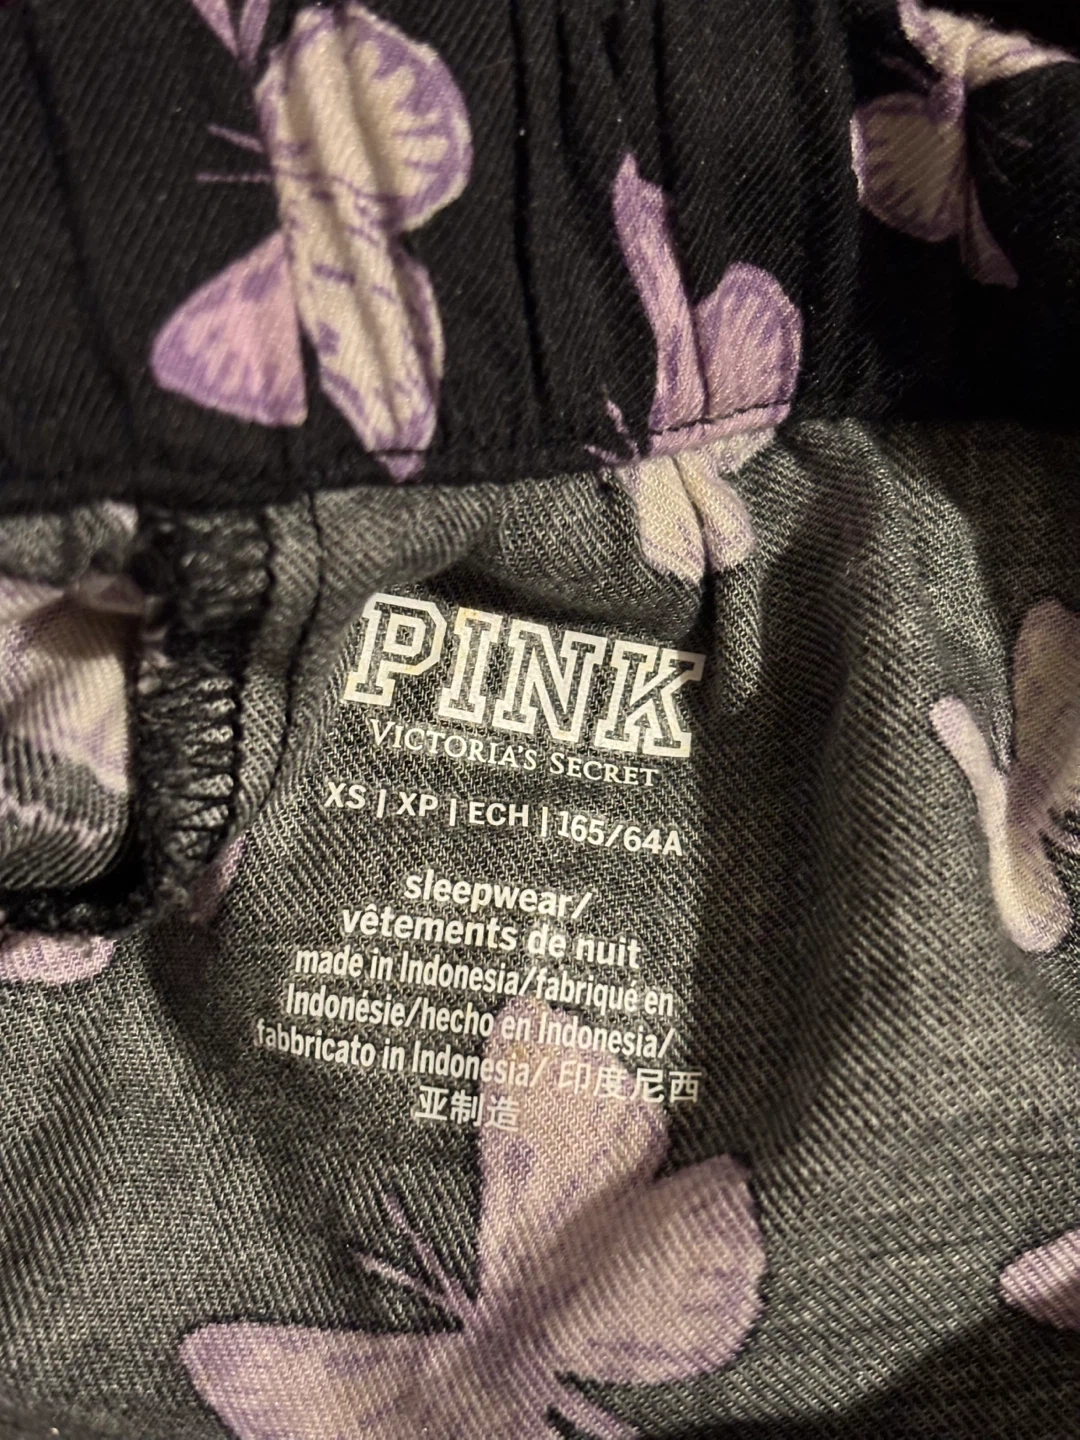 PINK
VICTORIA'S SECRET
XS | XP | ECH | 165/64A
sleepwear/
vêtements de nuit
made in Indonesia/fabriqué en
Indonésie/hecho en Indonesia/
fabbricato in Indonesia/ 印度尼西
亚制造